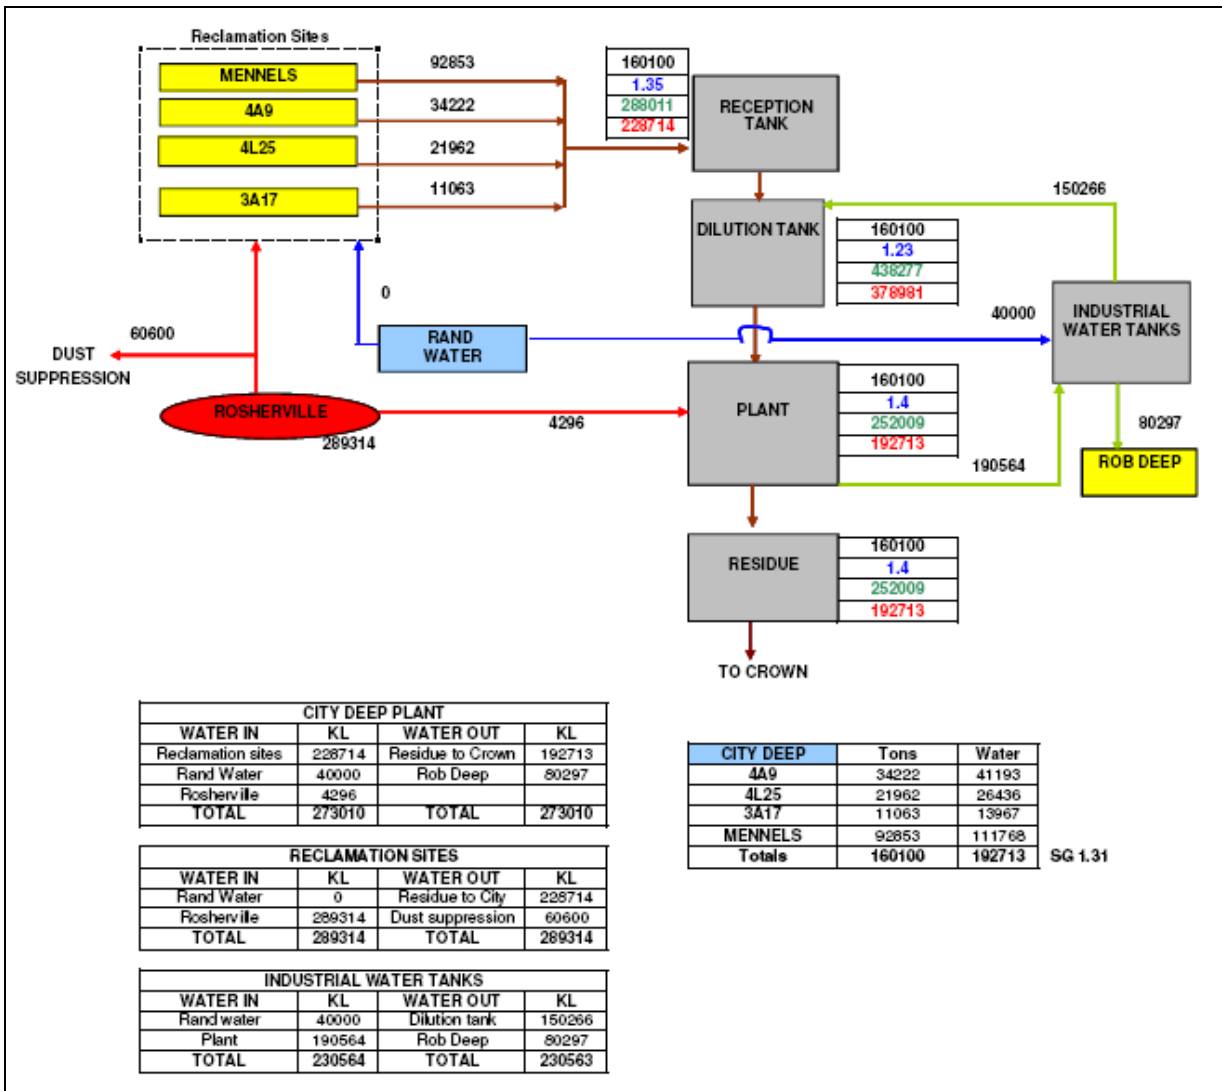 Reclamation Sites
MENNELS
92853
4A9
34222
4L25
21962
3A17
11063
160100
1.35
288011
228714
RECEPTION
TANK
150266
DILUTION TANK
160100
1.23
438277
378981
0
60600
DUST
SUPPRESSION
RAND
WATER
40000
INDUSTRIAL
WATER TANKS
ROSHERVILLE
289314
4296
PLANT
160100
1.4
252009
192713
190564
80297
ROB DEEP
RESIDUE
160100
1.4
252009
192713
TO CROWN
CITY DEEP PLANT
WATER IN KL WATER OUT KL
Reclamation sites 228714 Residue to Crown 192713
Rand Water 40000 Rob Deep 80297
Rosherville 4296
TOTAL 273010 TOTAL 273010
CITY DEEP Tons Water
4A9 34222 41193
4L25 21962 26436
3A17 11063 13967
MENNELS 92853 111768
Totals 160100 192713 SG 1.31
RECLAMATION SITES
WATER IN KL WATER OUT KL
Rand Water 0 Residue to City 228714
Rosherville 289314 Dust suppression 60600
TOTAL 289314 TOTAL 289314
INDUSTRIAL WATER TANKS
WATER IN KL WATER OUT KL
Rand water 40000 Dilution tank 150266
Plant 190564 Rob Deep 80297
TOTAL 230564 TOTAL 230563